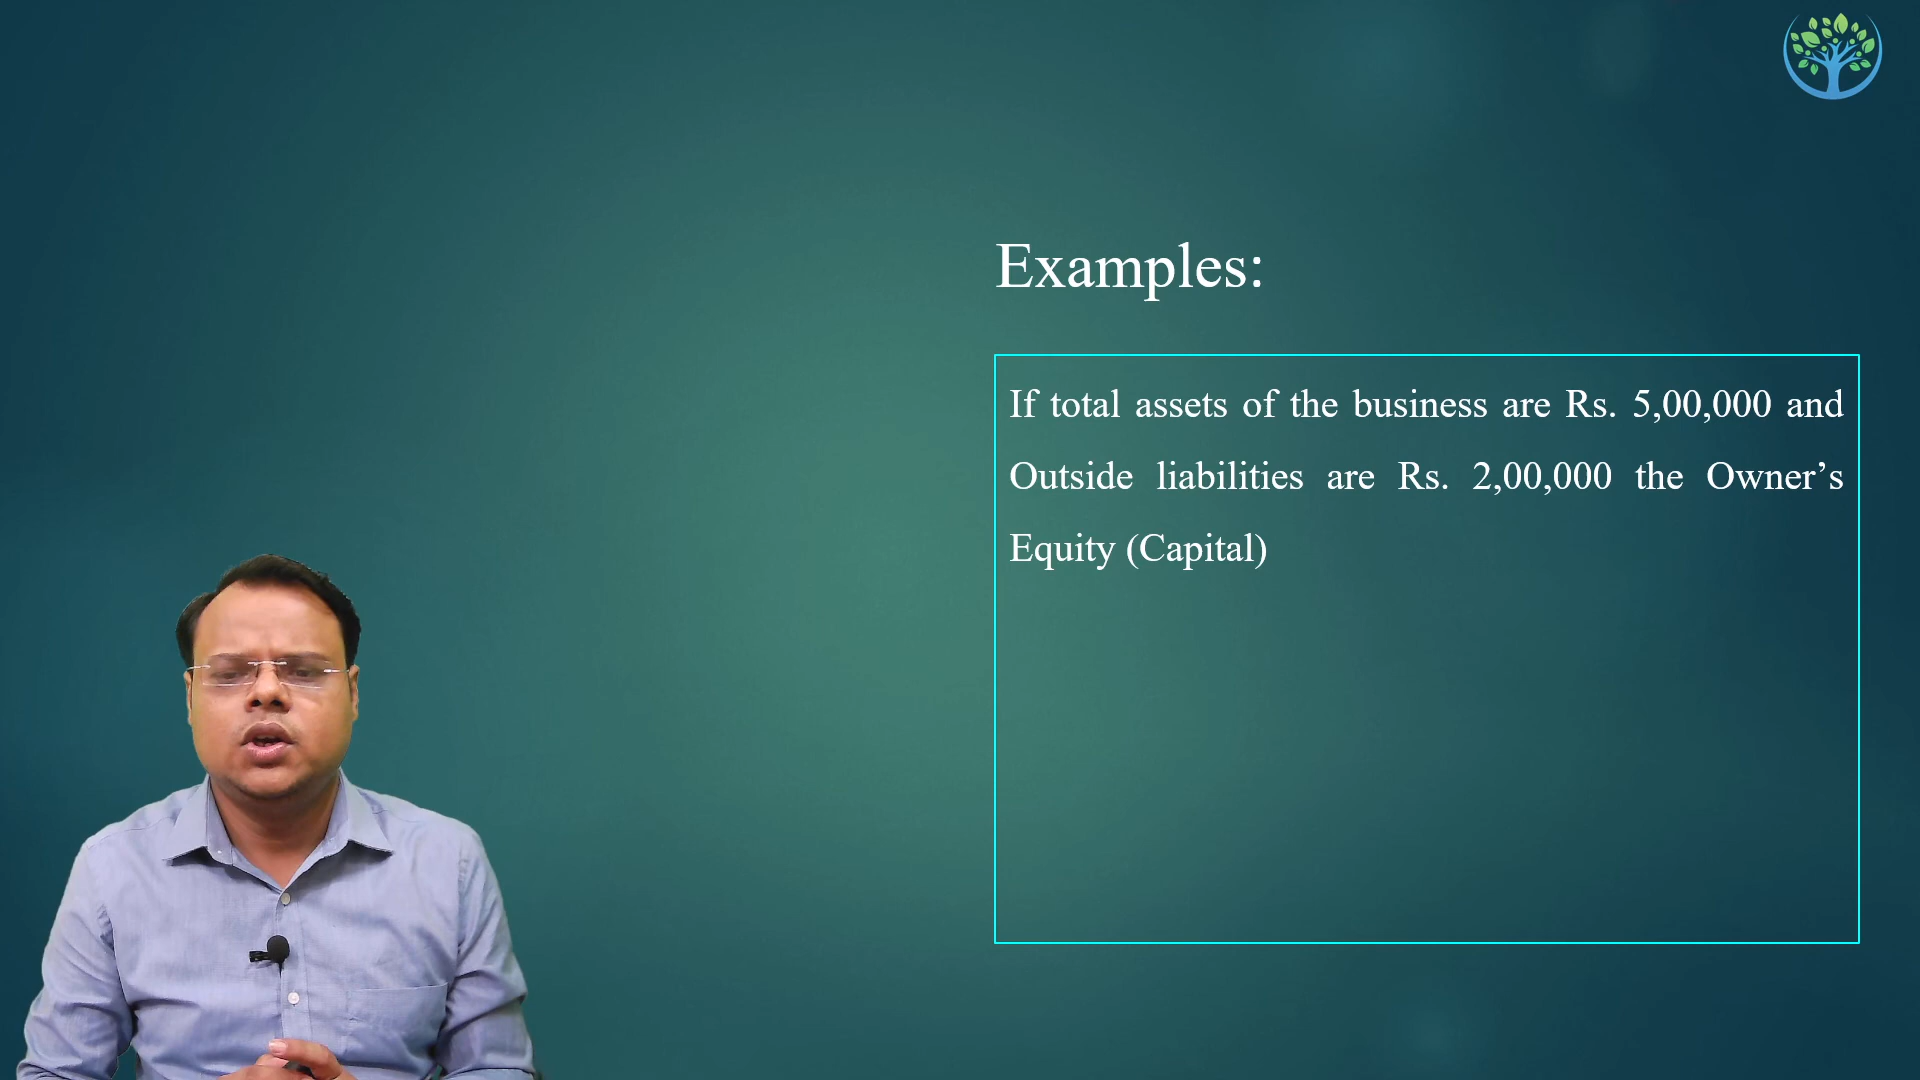 Examples:
If total assets of the business are Rs. 5,00,000 and
Outside liabilities are Rs. 2,00,000 the Owner’s
Equity (Capital)